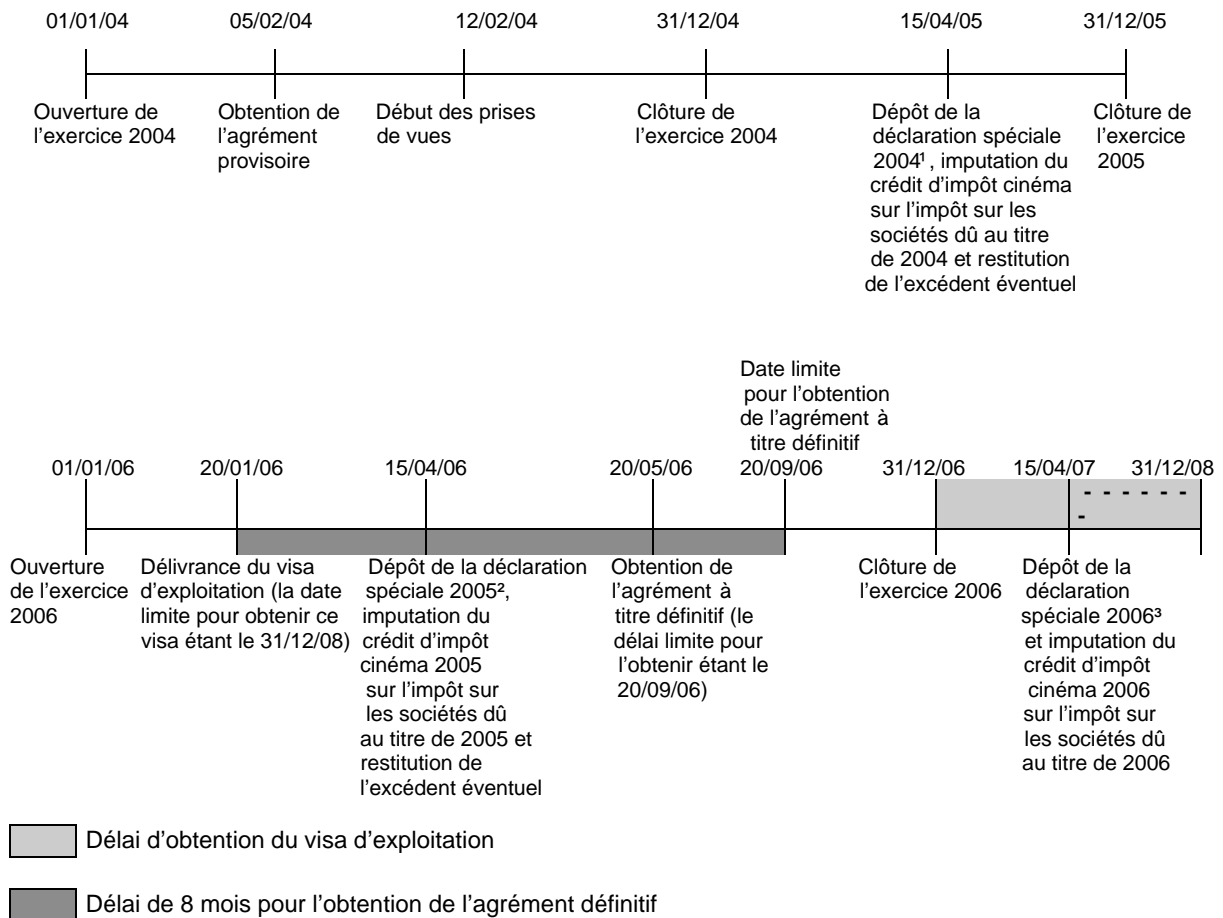 01/01/04 05/02/04 12/02/04 31/12/04 15/04/05 31/12/05
Ouverture de
l'exercice 2004
Obtention de
l'agrément
provisoire
Début des prises
de vues
Clôture de
l'exercice 2004
Dépôt de la
déclaration spéciale
2004¹ , imputation du
crédit d'impôt cinéma
sur l'impôt sur les
sociétés dû au titre
de 2004 et restitution
de l'excédent éventuel
Clôture de
l'exercice
2005
Date limite
pour l'obtention
de l'agrément à
titre définitif
01/01/06 20/01/06 15/04/06 20/05/06 20/09/06 31/12/06 15/04/07 31/12/08
Ouverture
de l'exercice
2006
Délivrance du visa
d'exploitation (la date
limite pour obtenir ce
visa étant le 31/12/08)
Dépôt de la déclaration
spéciale 2005²,
imputation du
crédit d'impôt
cinéma 2005
sur l'impôt sur
les sociétés dû
au titre de 2005 et
restitution de
l'excédent éventuel
Obtention de
l'agrément à
titre définitif (le
délai limite pour
l'obtenir étant le
20/09/06)
Clôture de
l'exercice 2006
Dépôt de la
déclaration
spéciale 2006³
et imputation du
crédit d'impôt
cinéma 2006
sur l'impôt sur
les sociétés dû
au titre de 2006
Délai d'obtention du visa d'exploitation
Délai de 8 mois pour l'obtention de l'agrément définitif